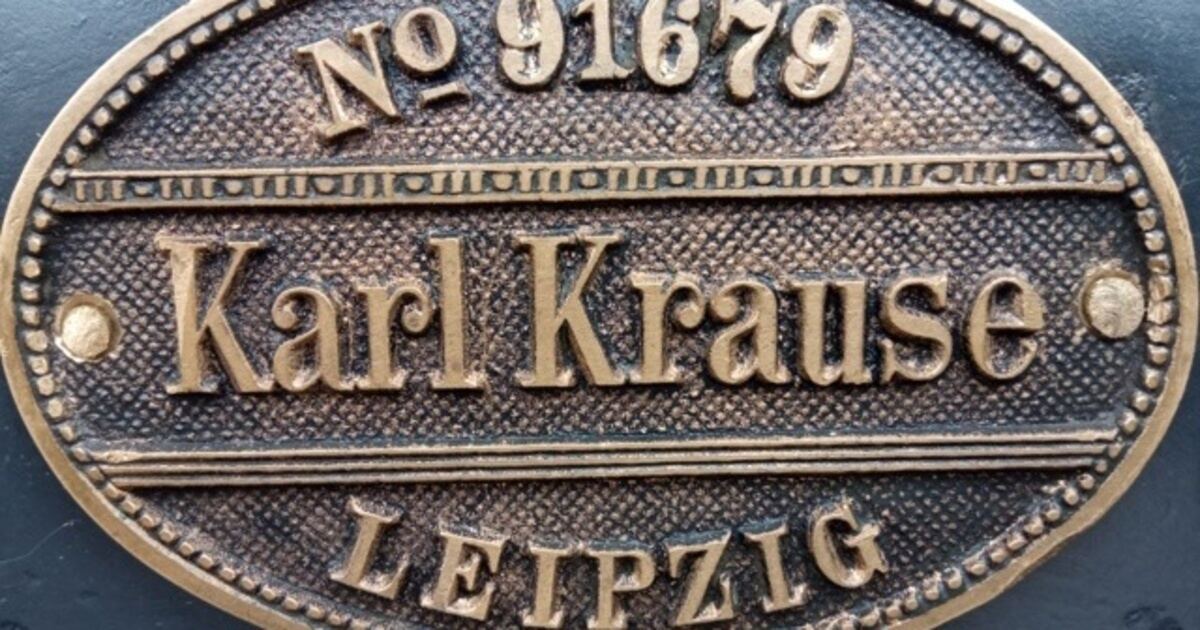 No 91679
Karl Krause
LEIPZIG